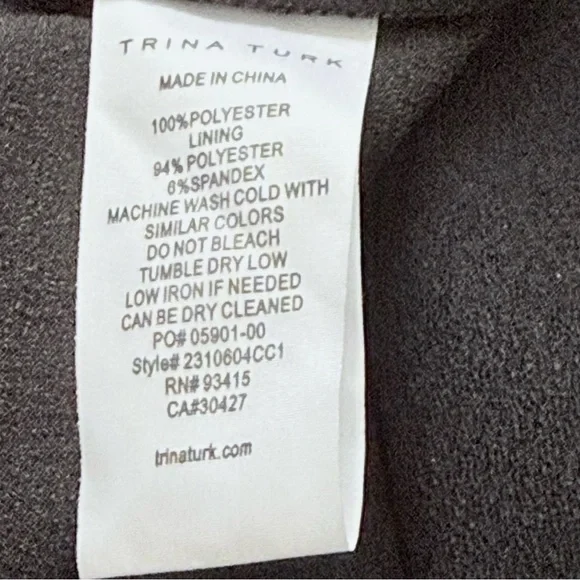 TRINA TURK
MADE IN CHINA
100%POLYESTER
LINING
94% POLYESTER
6%SPANDEX
MACHINE WASH COLD WITH
SIMILAR COLORS
DO NOT BLEACH
TUMBLE DRY LOW
LOW IRON IF NEEDED
CAN BE DRY CLEANED
PO# 05901-00
Style# 2310604CC1
RN# 93415
CA#30427
trinaturk.com